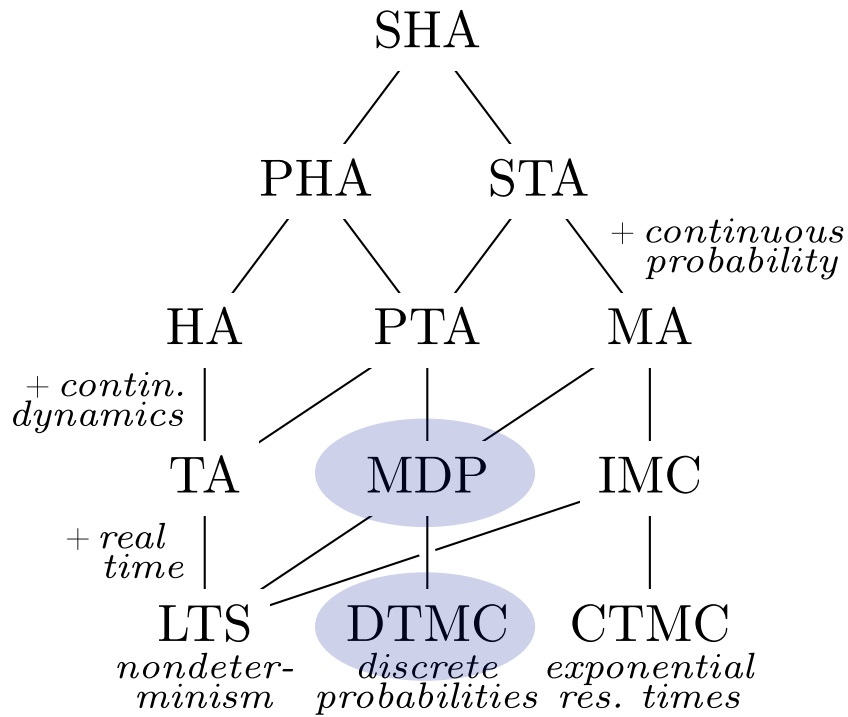 SHA
PHA STA
+ continuous
probability
HA PTA MA
+ contin.
dynamics
TA MDP IMC
+ real
time
LTS DTMC CTMC
nondeter- discrete exponential
minism probabilities res. times